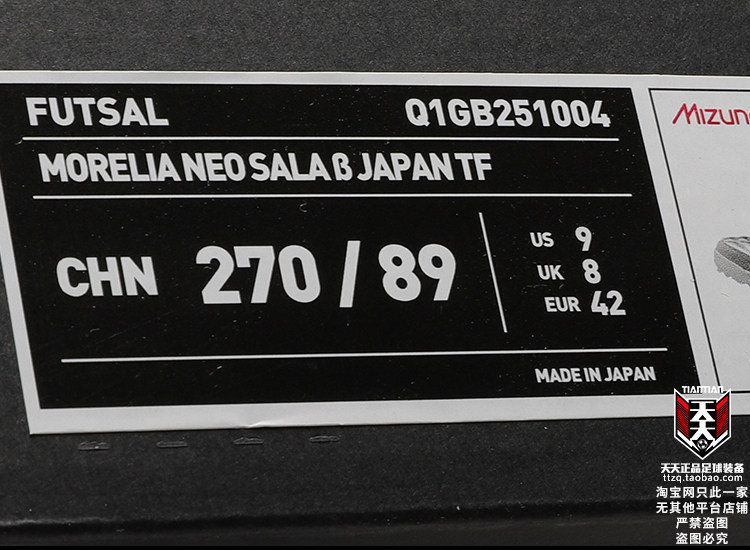 FUTSAL Q1GB251004
MORELIA NEO SALA β JAPAN TF
CHN 270 / 89
US 9
UK 8
EUR 42
MADE IN JAPAN
TIANTIAN
天天
天天正品足球装备
ttzq.taobao.com
淘宝网只此一家
无其他平台店铺
严禁盗图
盗图必究